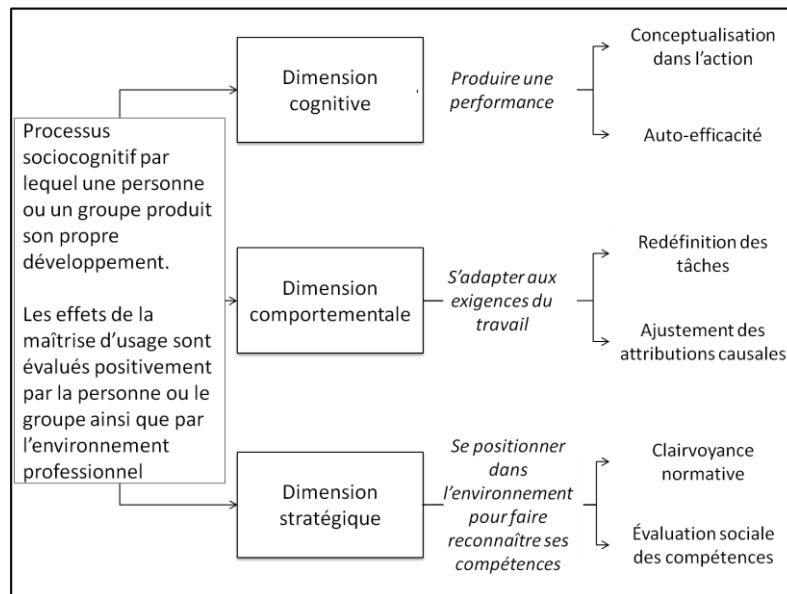 Processus
sociocognitif par
lequel une personne
ou un groupe produit
son propre
développement.
Les effets de la
maîtrise d’usage sont
évalués positivement
par la personne ou le
groupe ainsi que par
l’environnement
professionnel
Dimension
cognitive
Produire une
performance
Conceptualisation
dans l’action
Auto-efficacité
Dimension
comportementale
S’adapter aux
exigences du
travail
Redéfinition des
tâches
Ajustement des
attributions causales
Dimension
stratégique
Se positionner
dans
l’environnement
pour faire
reconnaître ses
compétences
Clairvoyance
normative
Évaluation sociale
des compétences